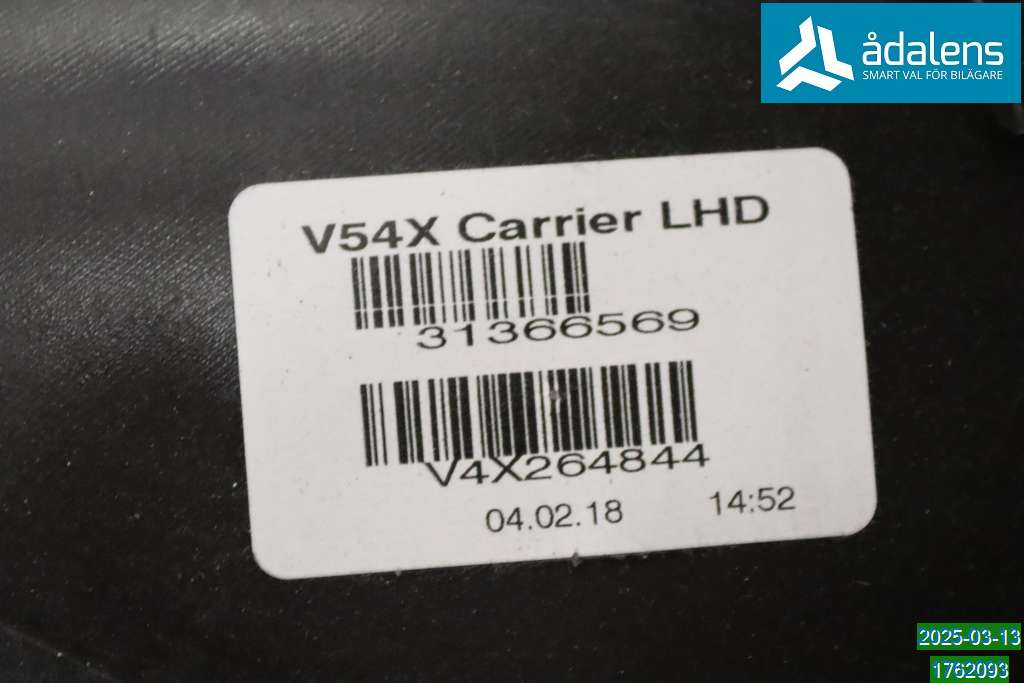 ådalens
SMART VAL FÖR BILÄGARE
V54X Carrier LHD
31366569
V4X264844
04.02.18 14:52
2025-03-13
1762093